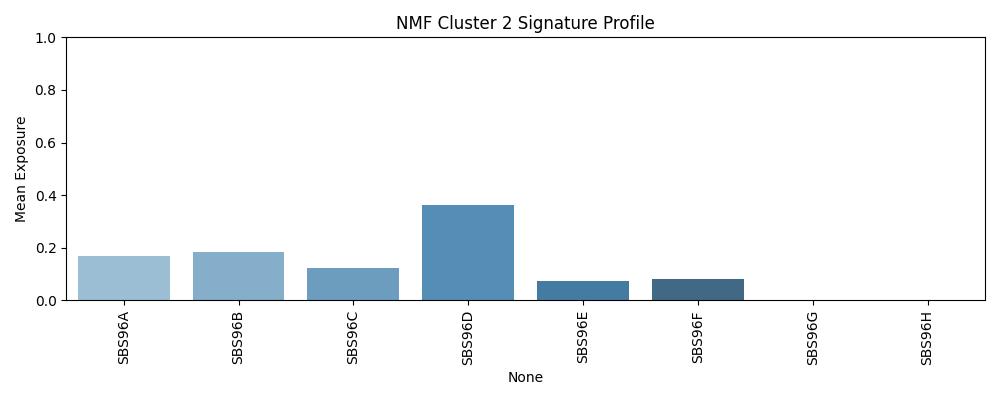 NMF Cluster 2 Signature Profile
1.0
0.8
0.6
0.4
0.2
0.0
Mean Exposure
SBS96A
SBS96B
SBS96C
SBS96D
SBS96E
SBS96F
SBS96G
SBS96H
None